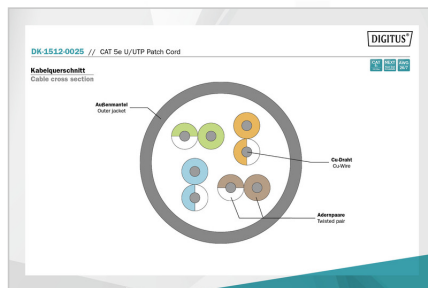 DIGITUS®
DK-1512-0025 // CAT 5e U/UTP Patch Cord
Kabelquerschnitt
Cable cross section
Außenmantel
Outer jacket
Cu-Draht
Cu-Wire
Adernpaare
Twisted pair